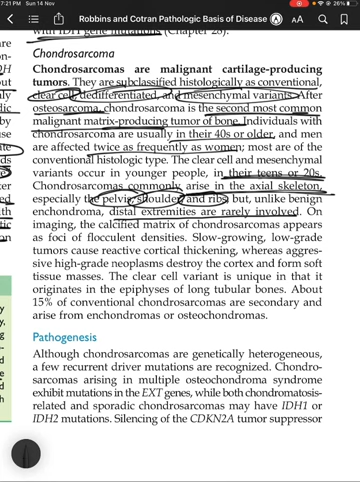 7:21 PM Sun 14 Nov
26%
Robbins and Cotran Pathologic Basis of Disease
AA
with IDH gene mutations (Chapter 28).
Chondrosarcoma
Chondrosarcomas are malignant cartilage-producing
tumors. They are subclassified histologically as conventional,
clear cell, dedifferentiated, and mesenchymal variants. After
osteosarcoma, chondrosarcoma is the second most common
malignant matrix-producing tumor of bone. Individuals with
chondrosarcoma are usually in their 40s or older, and men
are affected twice as frequently as women; most are of the
conventional histologic type. The clear cell and mesenchymal
variants occur in younger people, in their teens or 20s.
Chondrosarcomas commonly arise in the axial skeleton,
especially the pelvis, shoulder, and ribs, but, unlike benign
enchondroma, distal extremities are rarely involved. On
imaging, the calcified matrix of chondrosarcomas appears
as foci of flocculent densities. Slow-growing, low-grade
tumors cause reactive cortical thickening, whereas aggres-
sive high-grade neoplasms destroy the cortex and form soft
tissue masses. The clear cell variant is unique in that it
originates in the epiphyses of long tubular bones. About
15% of conventional chondrosarcomas are secondary and
arise from enchondromas or osteochondromas.
Pathogenesis
Although chondrosarcomas are genetically heterogeneous,
a few recurrent driver mutations are recognized. Chondro-
sarcomas arising in multiple osteochondroma syndrome
exhibit mutations in the EXT genes, while both chondromatosis-
related and sporadic chondrosarcomas may have IDH1 or
IDH2 mutations. Silencing of the CDKN2A tumor suppressor